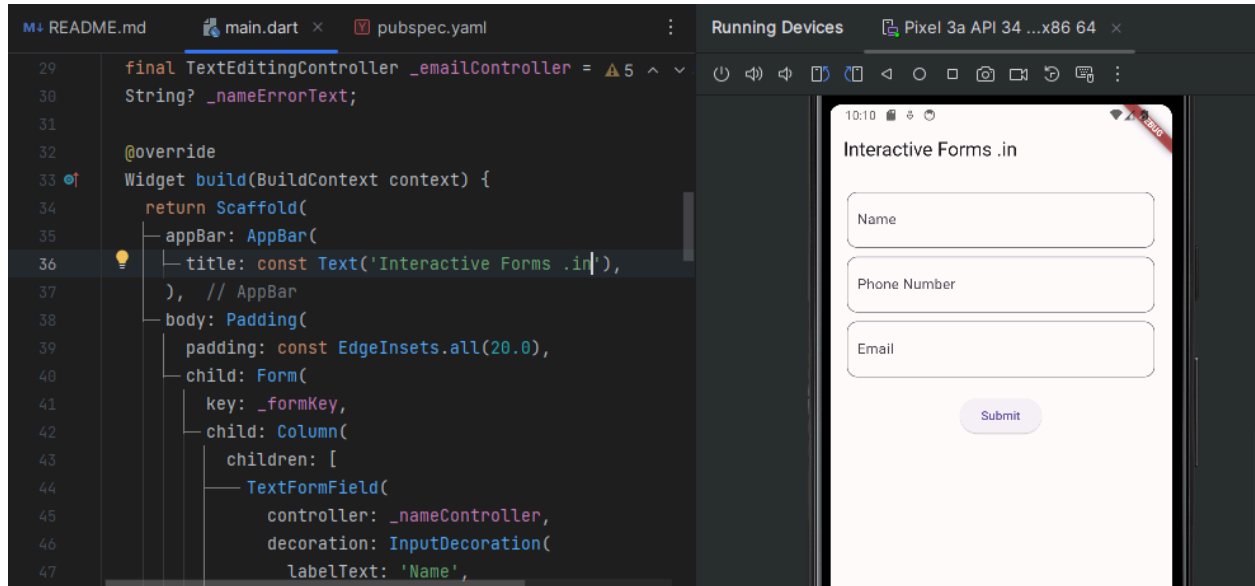 M↓ README.md main.dart × pubspec.yaml
29 final TextEditingController _emailController = 5
30 String? _nameErrorText;
31
32 @override
33 Widget build(BuildContext context) {
34 return Scaffold(
35 appBar: AppBar(
36 title: const Text('Interactive Forms .in'),
37 ), // AppBar
38 body: Padding(
39 padding: const EdgeInsets.all(20.0),
40 child: Form(
41 key: _formKey,
42 child: Column(
43 children: [
44 TextFormField(
45 controller: _nameController,
46 decoration: InputDecoration(
47 labelText: 'Name',
Running Devices Pixel 3a API 34 ...x86 64 ×
10:10
DEBUG
Interactive Forms .in
Name
Phone Number
Email
Submit